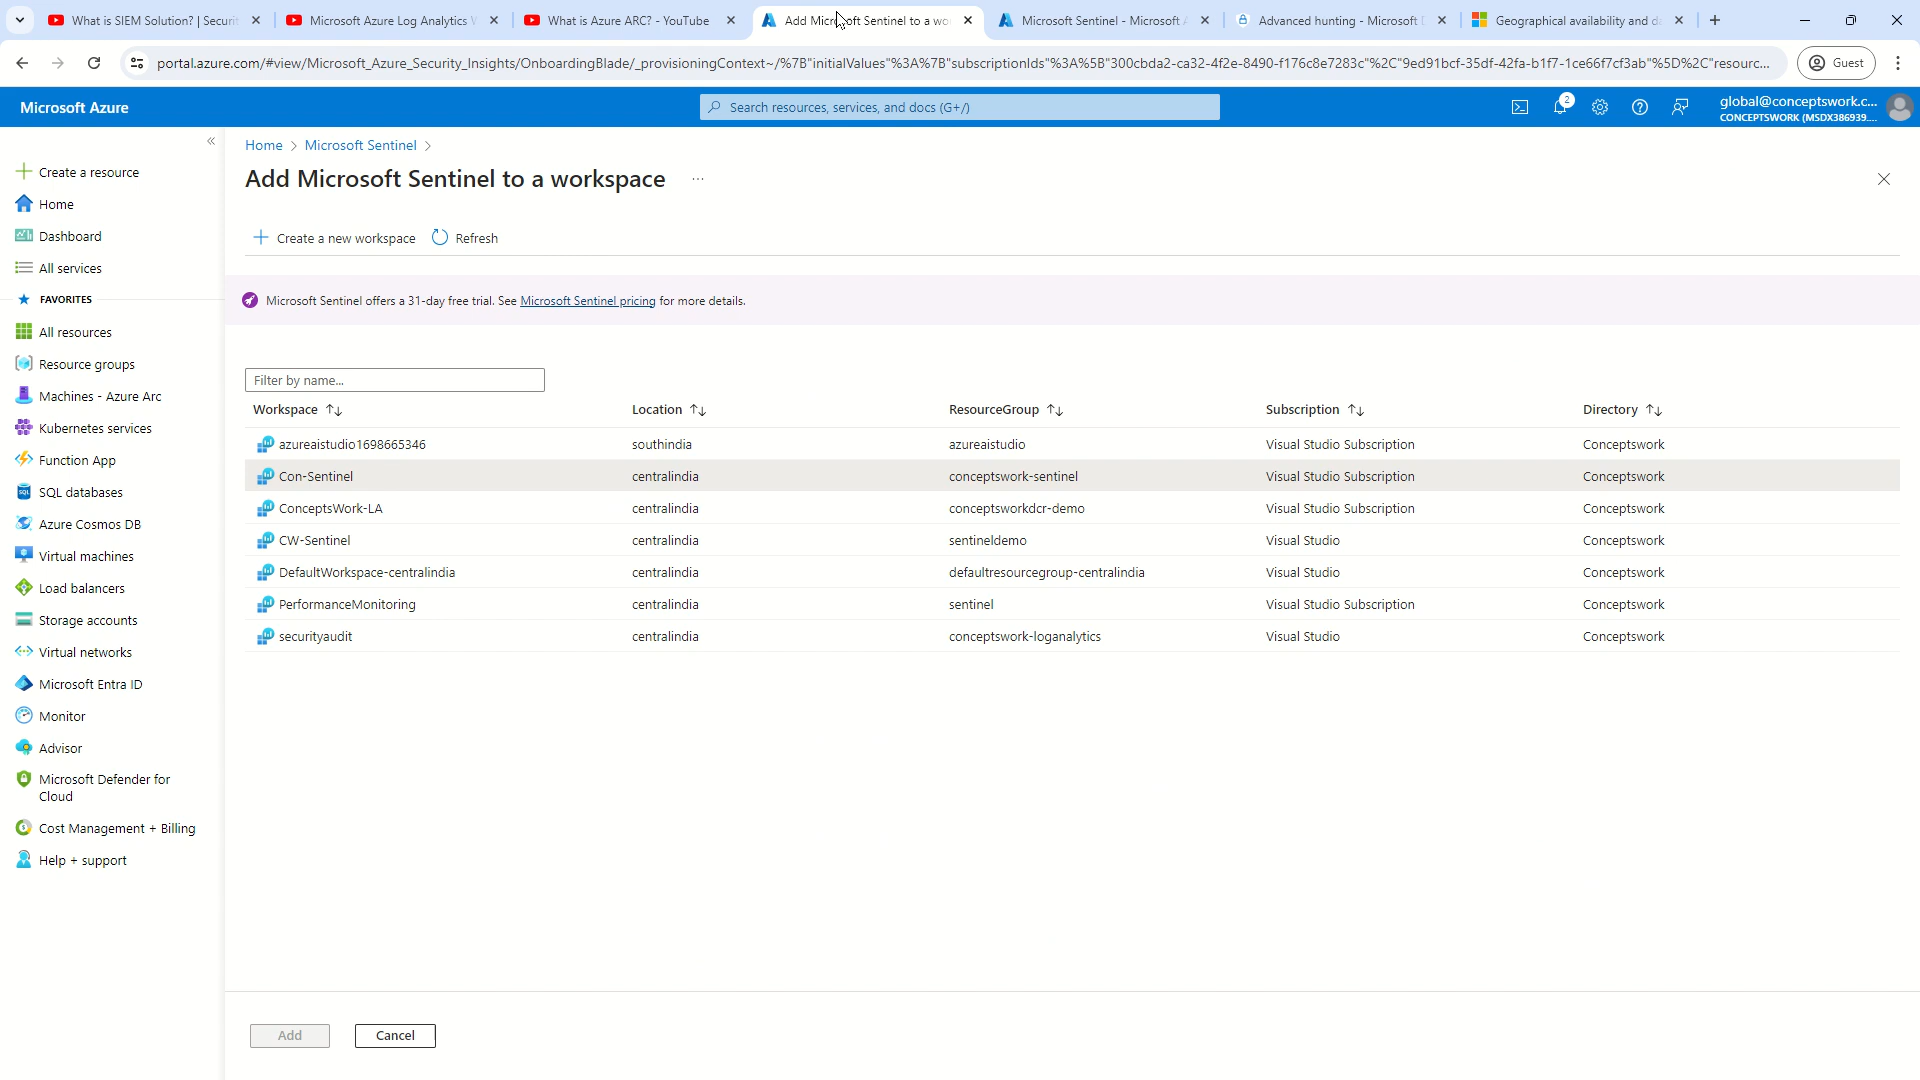 What is SIEM Solution? | Securit
Microsoft Azure Log Analytics W
What is Azure ARC? - YouTube
Add Microsoft Sentinel to a wor
Microsoft Sentinel - Microsoft A
Advanced hunting - Microsoft D
Geographical availability and da
portal.azure.com/#view/Microsoft_Azure_Security_Insights/OnboardingBlade/_provisioningContext~/%7B"initialValues"%3A%7B"subscriptionIds"%3A%5B"300cbda2-ca32-4f2e-8490-f176c8e7283c"%2C"9ed91bcf-35df-42fa-b1f7-1ce66f7cf3ab"%5D%2C"resourc...
Guest
Microsoft Azure
Search resources, services, and docs (G+/)
2
global@conceptswork.c...
CONCEPTSWORK (MSDX386939....
Create a resource
Home
Dashboard
All services
FAVORITES
All resources
Resource groups
Machines - Azure Arc
Kubernetes services
Function App
SQL databases
Azure Cosmos DB
Virtual machines
Load balancers
Storage accounts
Virtual networks
Microsoft Entra ID
Monitor
Advisor
Microsoft Defender for
Cloud
Cost Management + Billing
Help + support
Home > Microsoft Sentinel >
Add Microsoft Sentinel to a workspace ...
Create a new workspace Refresh
Microsoft Sentinel offers a 31-day free trial. See Microsoft Sentinel pricing for more details.
Filter by name...
Workspace Location ResourceGroup Subscription Directory
azureaistudio1698665346 southindia azureaistudio Visual Studio Subscription Conceptswork
Con-Sentinel centralindia conceptswork-sentinel Visual Studio Subscription Conceptswork
ConceptsWork-LA centralindia conceptsworkdcr-demo Visual Studio Subscription Conceptswork
CW-Sentinel centralindia sentineldemo Visual Studio Conceptswork
DefaultWorkspace-centralindia centralindia defaultresourcegroup-centralindia Visual Studio Conceptswork
PerformanceMonitoring centralindia sentinel Visual Studio Subscription Conceptswork
securityaudit centralindia conceptswork-loganalytics Visual Studio Conceptswork
Add Cancel